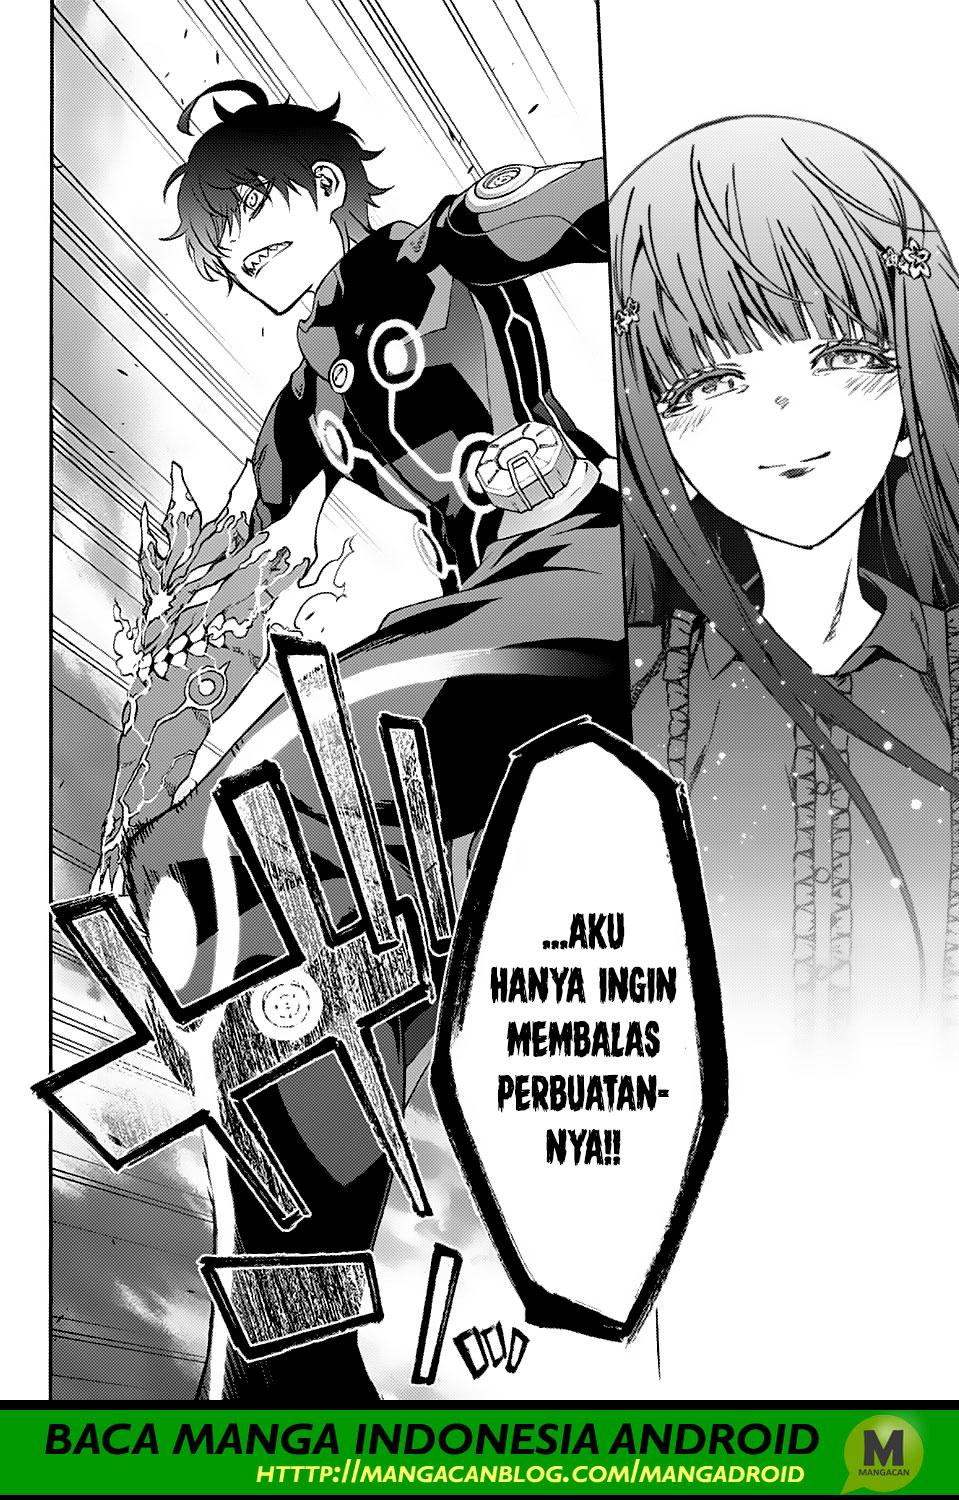 ...AKU
HANYA INGIN
MEMBALAS
PERBUATAN-
NYA!!
BACA MANGA INDONESIA ANDROID
HTTTP://MANGACANBLOG.COM/MANGADROID
M
MANGACAN